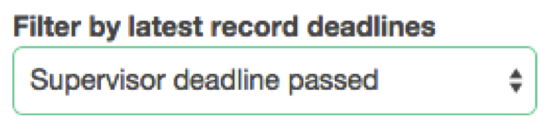 Filter by latest record deadlines
Supervisor deadline passed